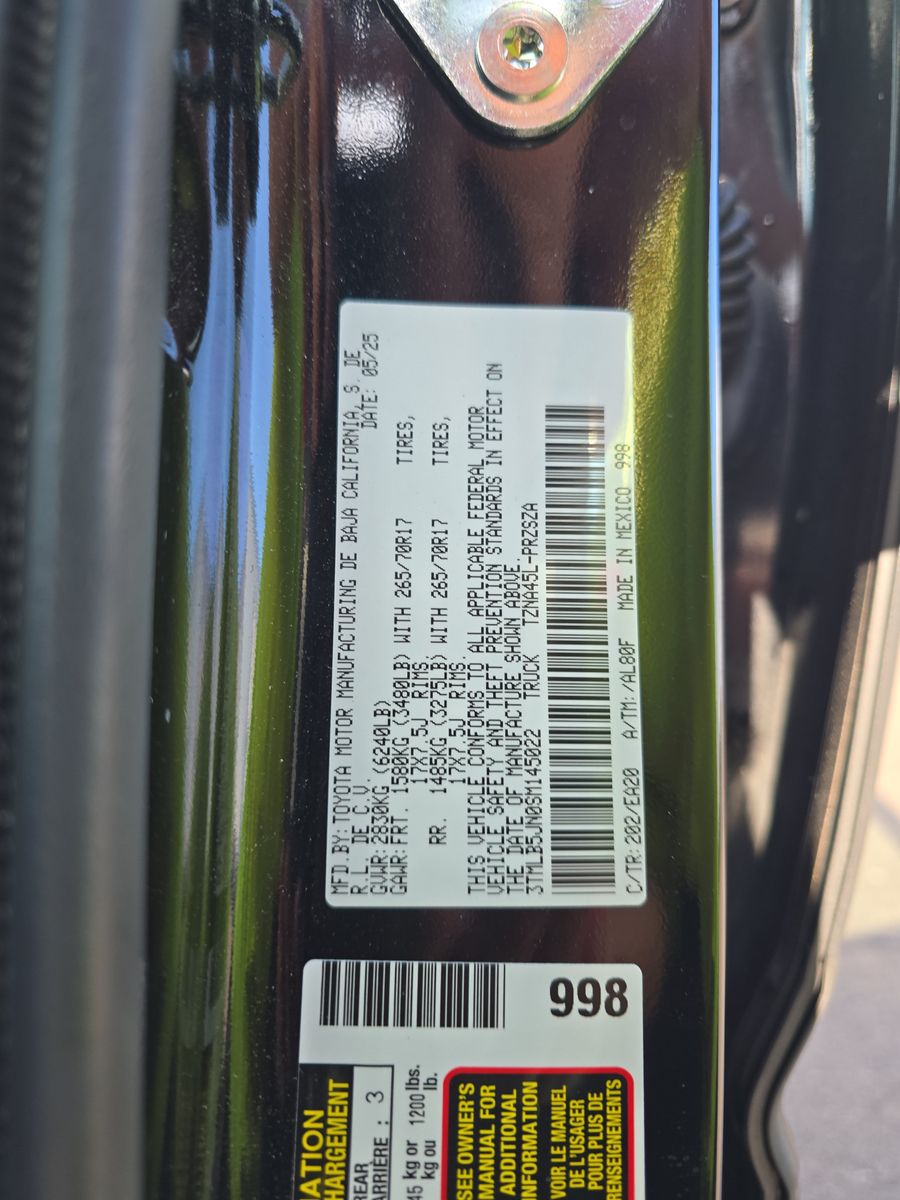 MFD.BY:TOYOTA MOTOR MANUFACTURING DE BAJA CALIFORNIA, S. DE
R.L. DE C.V. DATE: 05/25
GVWR:2830KG (6240LB)
GAWR:FRT. 1580KG (3480LB) WITH 265/70R17 TIRES,
17X7.5J RIMS.
RR. 1485KG (3275LB) WITH 265/70R17 TIRES,
17X7.5J RIMS.
THIS VEHICLE CONFORMS TO ALL APPLICABLE FEDERAL MOTOR
VEHICLE SAFETY AND THEFT PREVENTION STANDARDS IN EFFECT ON
THE DATE OF MANUFACTURE SHOWN ABOVE.
3TMLB5JN0SM145022 TRUCK TZNA45L-PRZSZA
C/TR:202/EA20 A/TM:/AL80F MADE IN MEXICO 998
998
REAR
ARRIÈRE : 3
kg or 1200 lbs.
kg ou lb.
SEE OWNER'S
MANUAL FOR
ADDITIONAL
INFORMATION
VOIR LE MANUEL
DE L'USAGER
POUR PLUS DE
RENSEIGNEMENTS